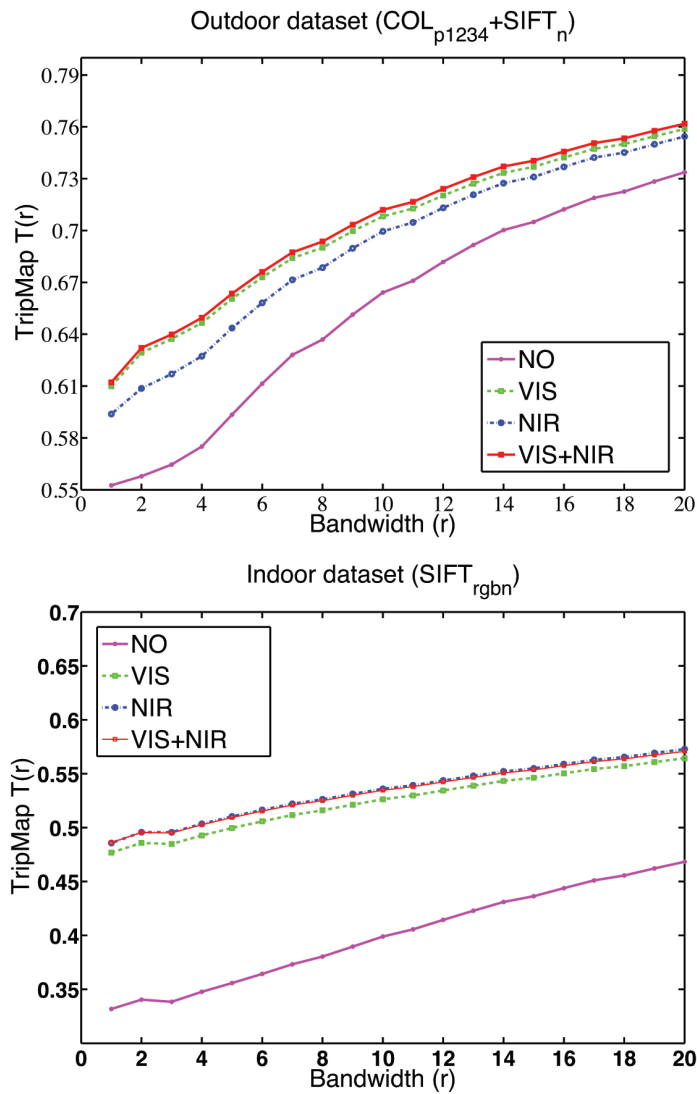 Outdoor dataset (COLp1234+SIFTn)
TripMap T(r)
0.79
0.76
0.73
0.7
0.67
0.64
0.61
0.58
0.55
NO
VIS
NIR
VIS+NIR
0 2 4 6 8 10 12 14 16 18 20
Bandwidth (r)
Indoor dataset (SIFTrgbn)
TripMap T(r)
0.7
0.65
0.6
0.55
0.5
0.45
0.4
0.35
NO
VIS
NIR
VIS+NIR
0 2 4 6 8 10 12 14 16 18 20
Bandwidth (r)